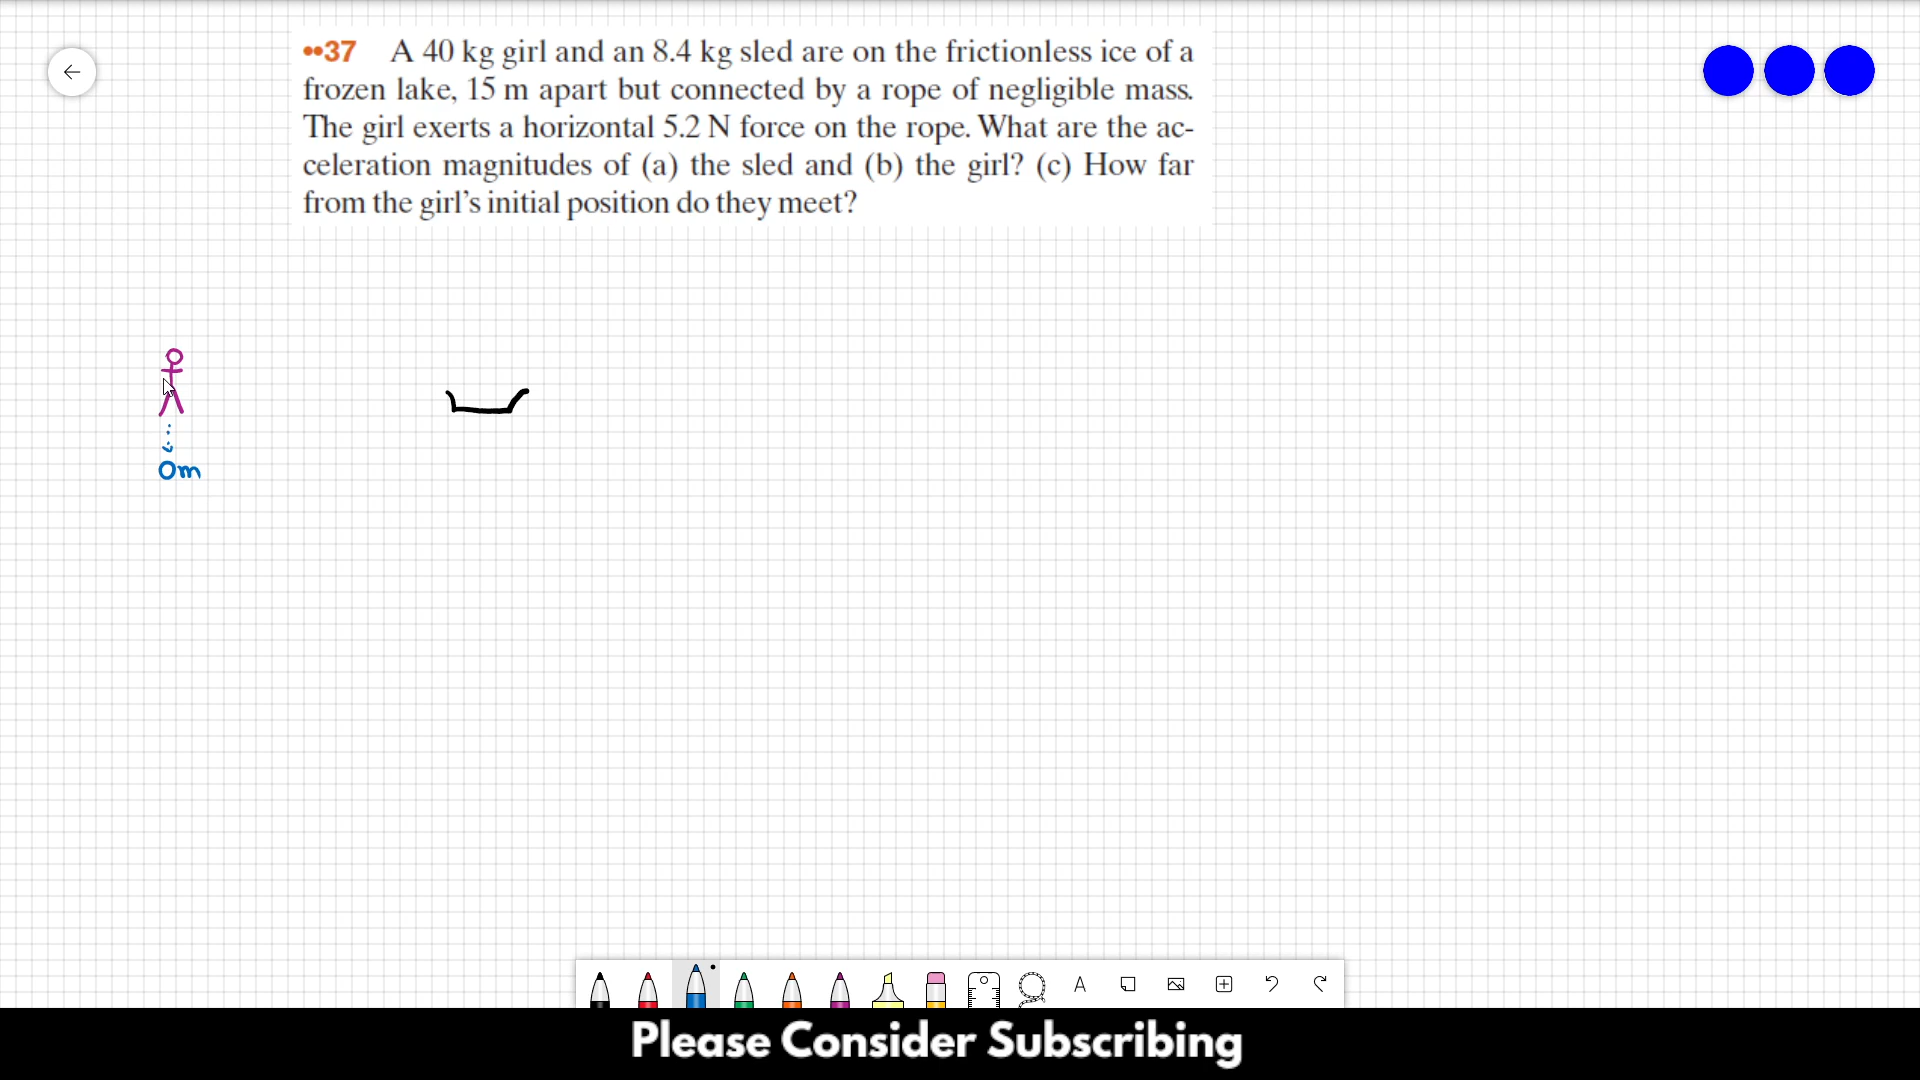 ••37 A 40 kg girl and an 8.4 kg sled are on the frictionless ice of a
frozen lake, 15 m apart but connected by a rope of negligible mass.
The girl exerts a horizontal 5.2 N force on the rope. What are the ac-
celeration magnitudes of (a) the sled and (b) the girl? (c) How far
from the girl's initial position do they meet?
0m
A
Please Consider Subscribing